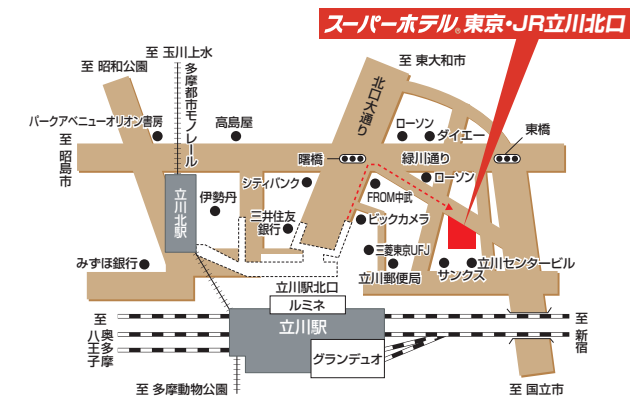 スーパーホテル® 東京・JR立川北口
至 玉川上水
至 昭和公園
至 東大和市
多摩都市モノレール
北口大通り
パークアベニューオリオン書房
高島屋
ローソン
ダイエー
東橋
至 昭島市
曙橋
緑川通り
シティバンク
ローソン
伊勢丹
FROM中武
立川北駅
三井住友
銀行
ビックカメラ
三菱東京UFJ
みずほ銀行
立川郵便局
サンクス
立川センタービル
立川駅北口
ルミネ
立川駅
至 奥多摩
八王子
グランデュオ
至 新宿
至 多摩動物公園
至 国立市